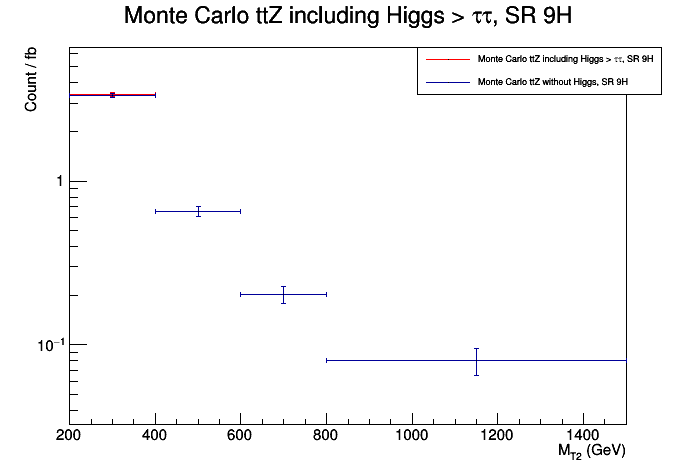 Monte Carlo ttZ including Higgs > ττ, SR 9H
Count / fb
Monte Carlo ttZ including Higgs > ττ, SR 9H
Monte Carlo ttZ without Higgs, SR 9H
1
10⁻¹
200 400 600 800 1000 1200 1400
M_T2 (GeV)